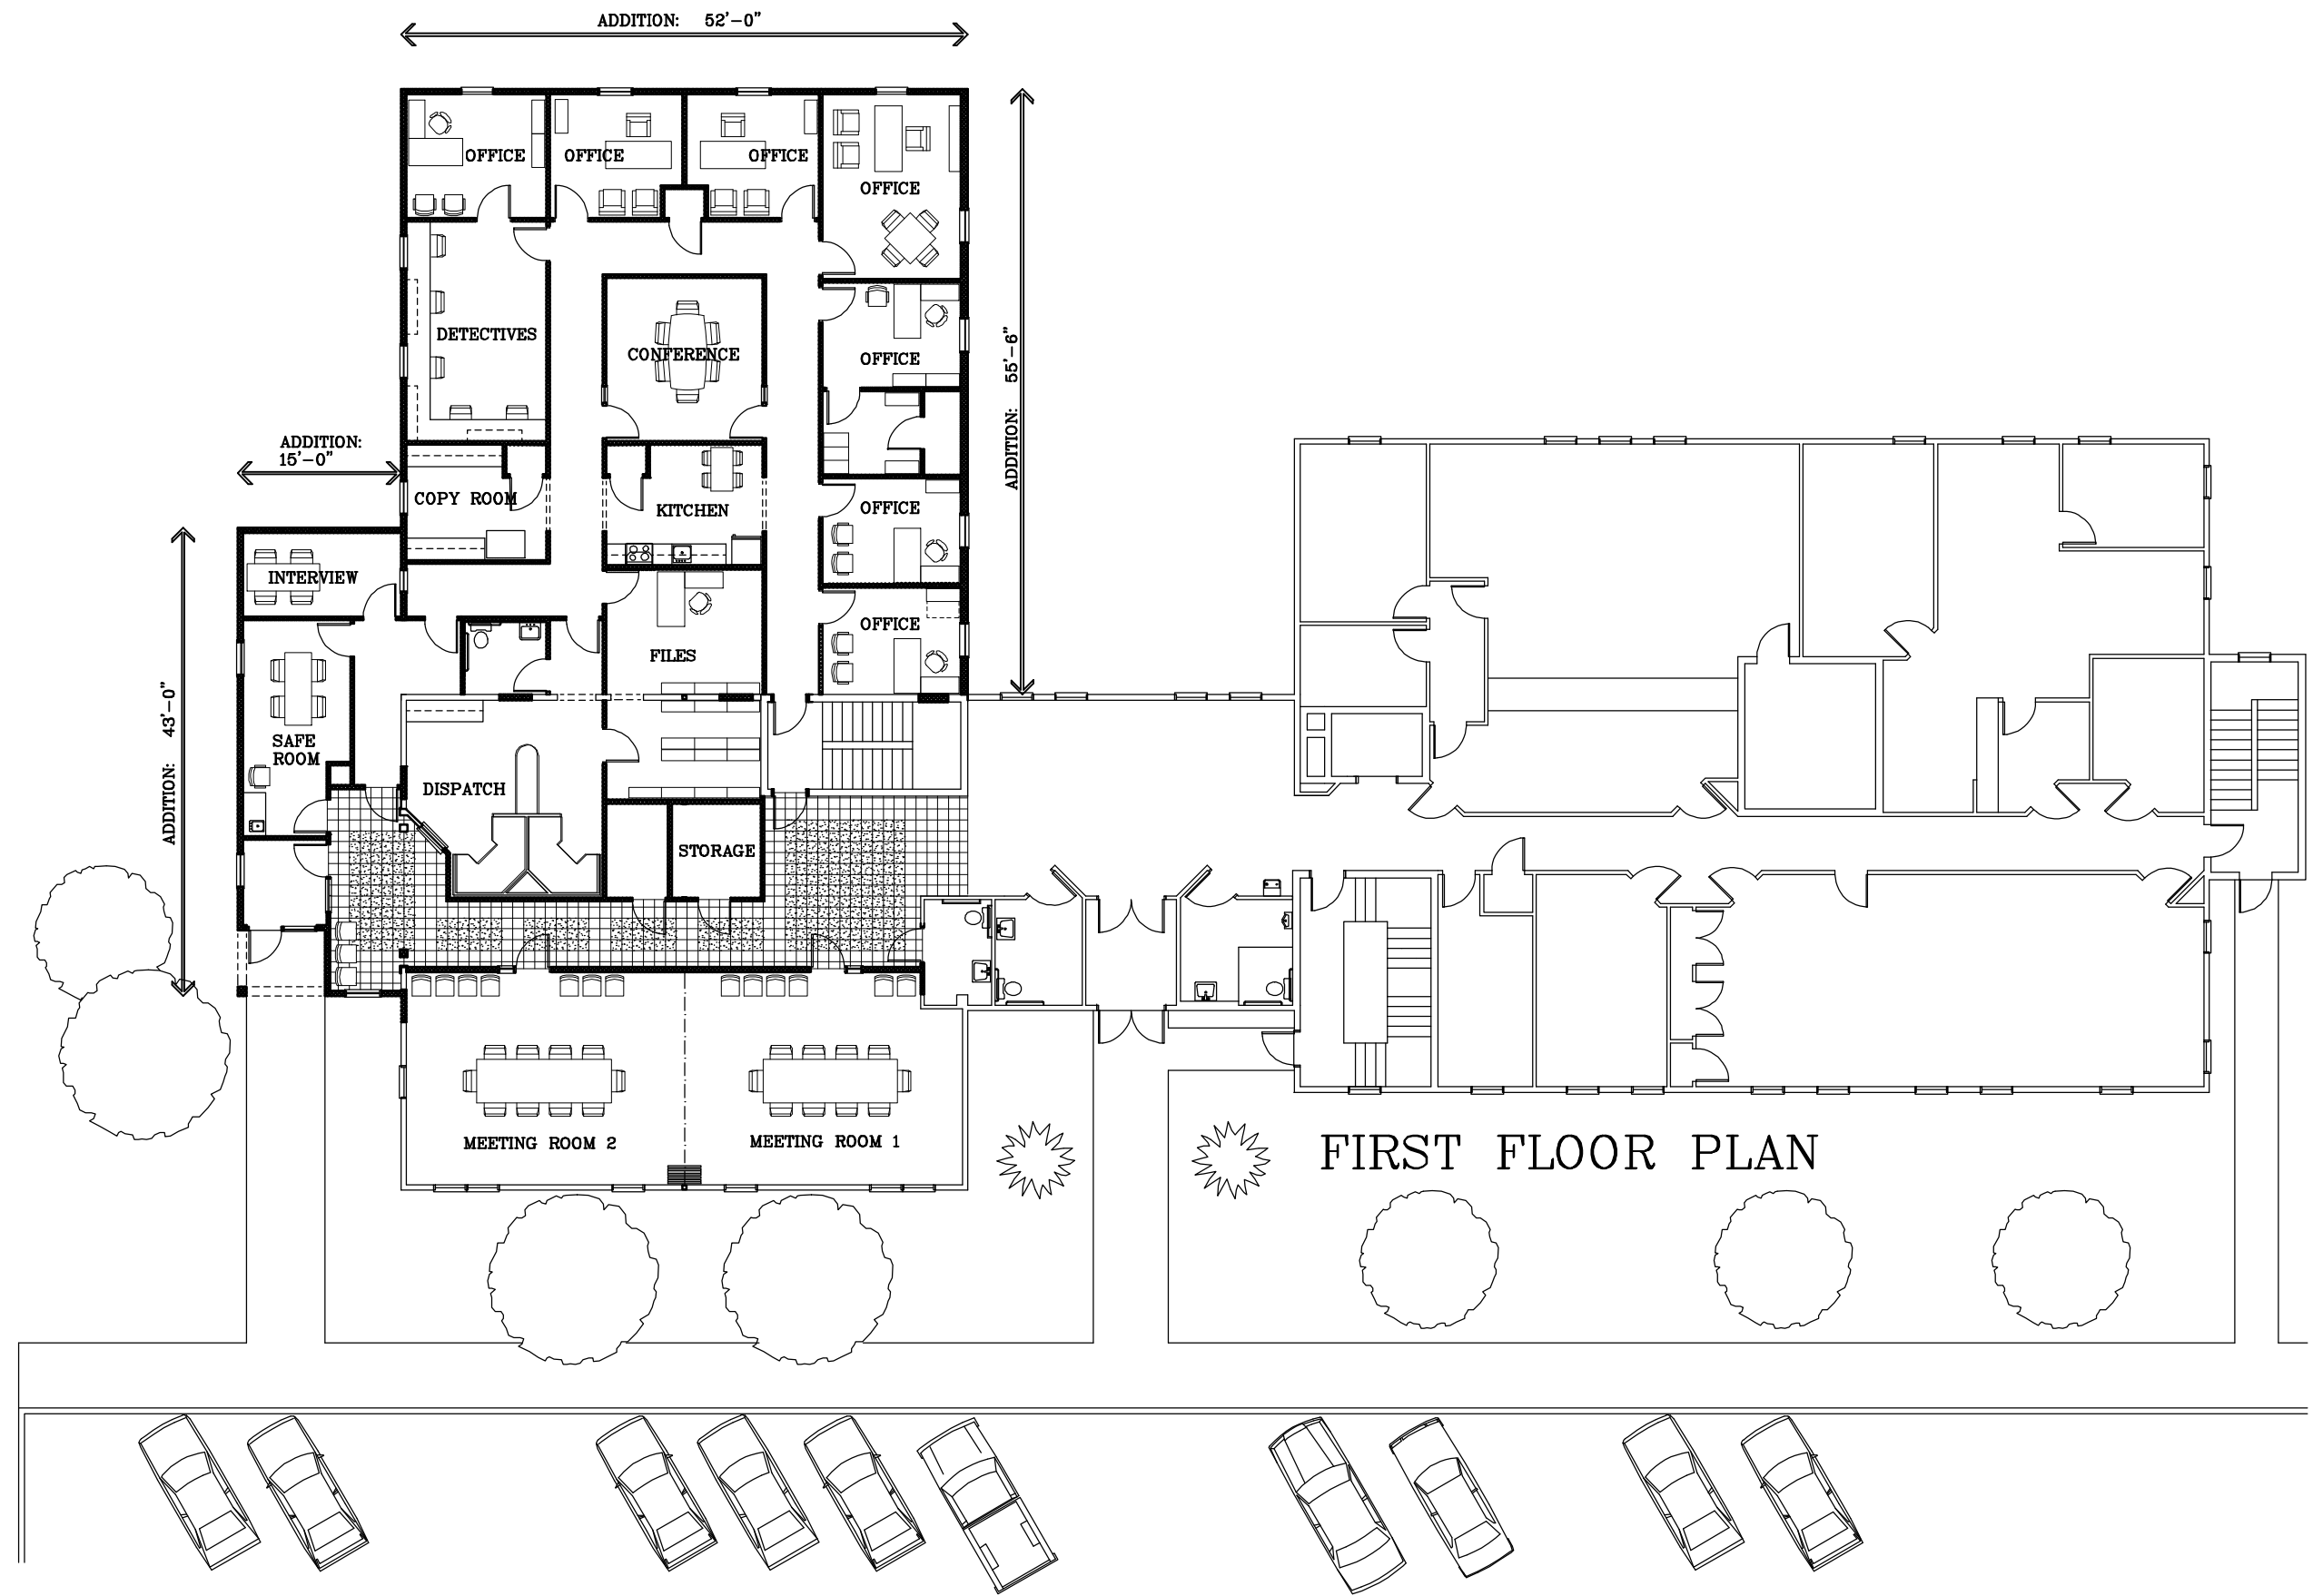 ADDITION: 52'-0"
OFFICE
OFFICE
OFFICE
OFFICE
DETECTIVES
CONFERENCE
OFFICE
ADDITION: 55'-6"
ADDITION:
15'-0"
COPY ROOM
KITCHEN
OFFICE
INTERVIEW
OFFICE
FILES
ADDITION: 43'-0"
SAFE
ROOM
DISPATCH
STORAGE
MEETING ROOM 2
MEETING ROOM 1
FIRST FLOOR PLAN